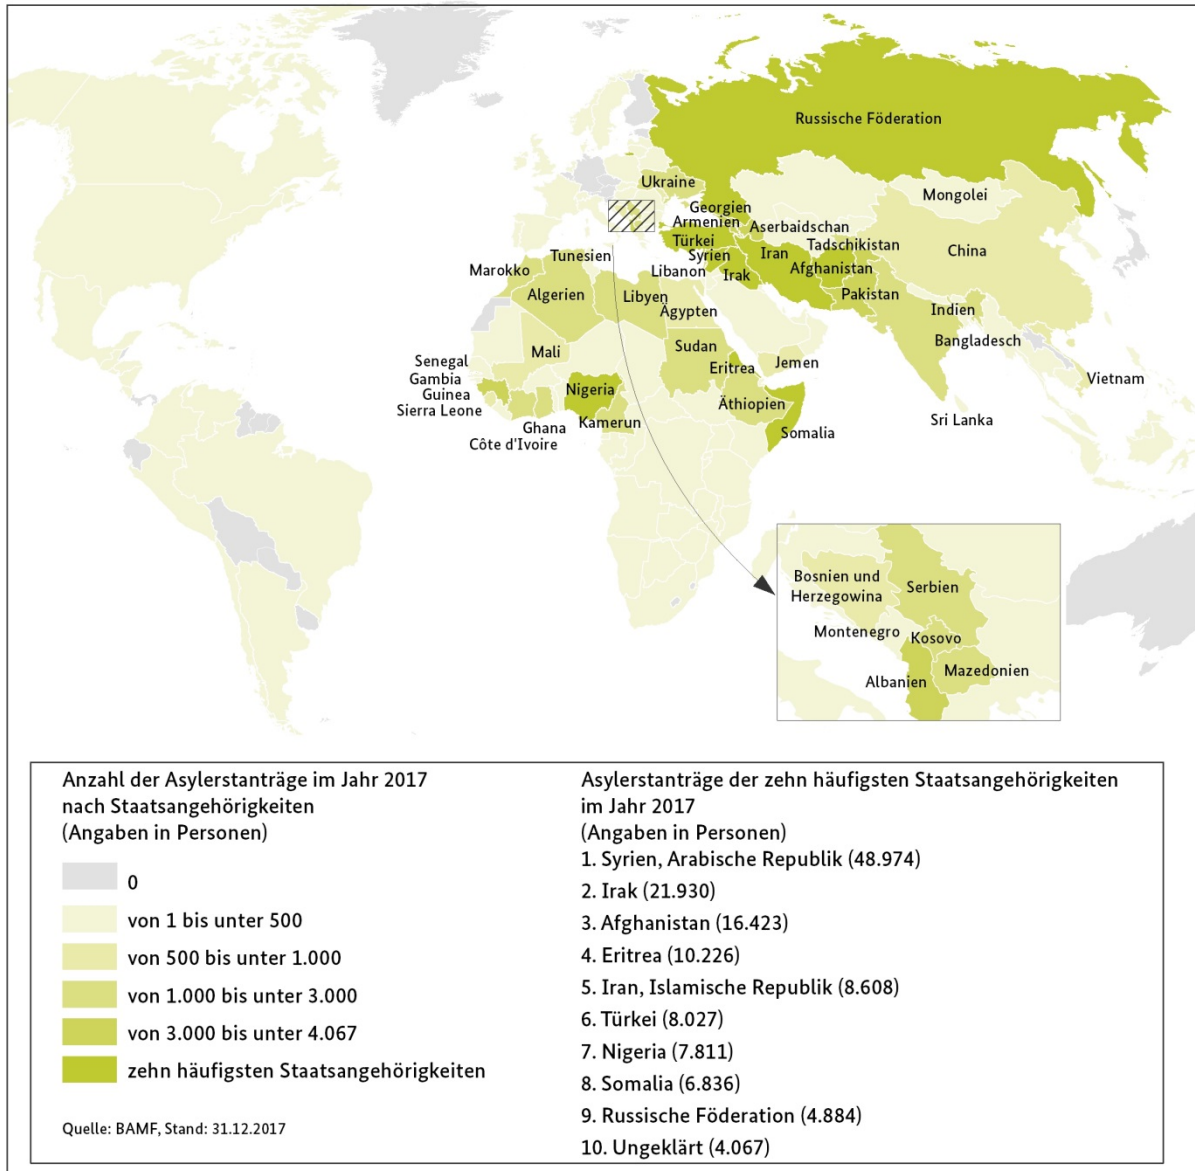 Russische Föderation
Ukraine
Mongolei
Georgien
Armenien
Aserbaidschan
Türkei
Tadschikistan
China
Tunesien
Syrien
Iran
Marokko
Libanon
Irak
Afghanistan
Algerien
Libyen
Pakistan
Ägypten
Indien
Bangladesch
Mali
Sudan
Senegal
Jemen
Eritrea
Gambia
Vietnam
Guinea
Nigeria
Äthiopien
Sierra Leone
Ghana
Kamerun
Sri Lanka
Côte d'Ivoire
Somalia
Bosnien und
Herzegowina
Serbien
Montenegro
Kosovo
Albanien
Mazedonien
Anzahl der Asylerstanträge im Jahr 2017
nach Staatsangehörigkeiten
(Angaben in Personen)
0
von 1 bis unter 500
von 500 bis unter 1.000
von 1.000 bis unter 3.000
von 3.000 bis unter 4.067
zehn häufigsten Staatsangehörigkeiten
Quelle: BAMF, Stand: 31.12.2017
Asylerstanträge der zehn häufigsten Staatsangehörigkeiten
im Jahr 2017
(Angaben in Personen)
1. Syrien, Arabische Republik (48.974)
2. Irak (21.930)
3. Afghanistan (16.423)
4. Eritrea (10.226)
5. Iran, Islamische Republik (8.608)
6. Türkei (8.027)
7. Nigeria (7.811)
8. Somalia (6.836)
9. Russische Föderation (4.884)
10. Ungeklärt (4.067)